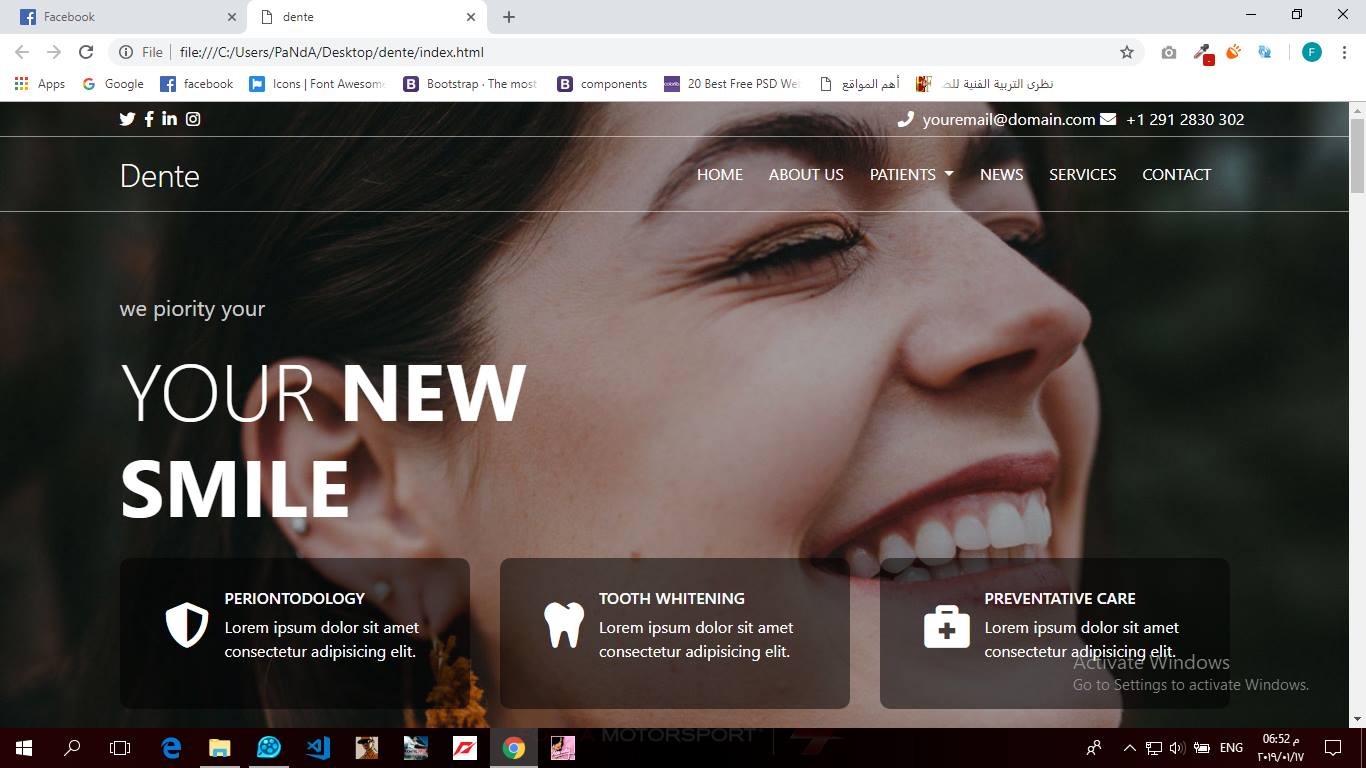 Facebook
dente
File
file:///C:/Users/PaNdA/Desktop/dente/index.html
F
Apps
Google
facebook
Icons | Font Awesom
Bootstrap · The most
components
20 Best Free PSD We
أهم المواقع
نظرى التربية الفنية للص
youremail@domain.com
+1 291 2830 302
Dente
HOME
ABOUT US
PATIENTS
NEWS
SERVICES
CONTACT
we piority your
YOUR NEW
SMILE
PERIONTODOLOGY
Lorem ipsum dolor sit amet
consectetur adipisicing elit.
TOOTH WHITENING
Lorem ipsum dolor sit amet
consectetur adipisicing elit.
PREVENTATIVE CARE
Lorem ipsum dolor sit amet
consectetur adipisicing elit.
Activate Windows
Go to Settings to activate Windows.
MOTORSPORT
ENG
06:52 م
٢٠١٩/٠١/١٧